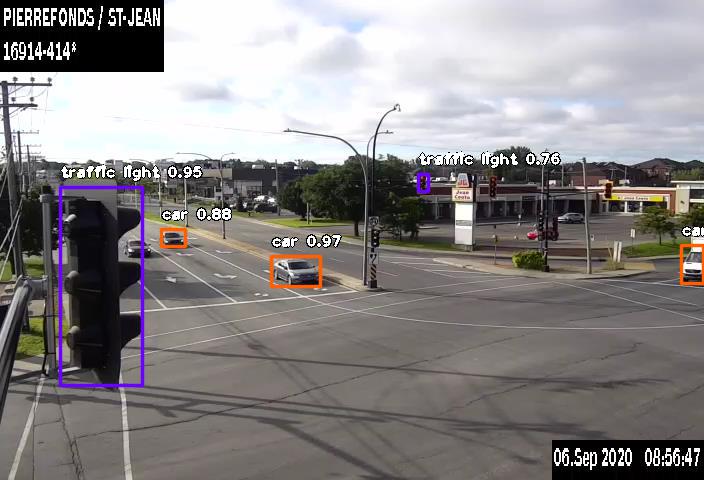 PIERREFONDS / ST-JEAN
16914-414*
traffic light 0.95
traffic light 0.76
car 0.88
car 0.97
car
Jean
Coutu
06.Sep 2020 08:56:47